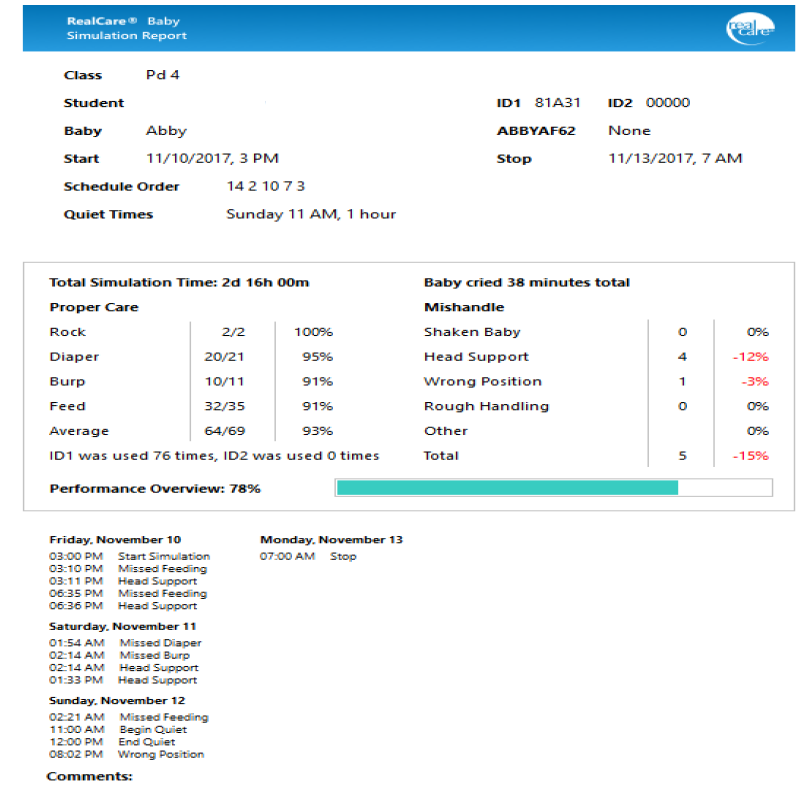 RealCare® Baby
Simulation Report
real care
Class Pd 4
Student ID1 81A31 ID2 00000
Baby Abby ABBYAF62 None
Start 11/10/2017, 3 PM Stop 11/13/2017, 7 AM
Schedule Order 14 2 10 7 3
Quiet Times Sunday 11 AM, 1 hour
Total Simulation Time: 2d 16h 00m Baby cried 38 minutes total
Proper Care Mishandle
Rock 2/2 100% Shaken Baby 0 0%
Diaper 20/21 95% Head Support 4 -12%
Burp 10/11 91% Wrong Position 1 -3%
Feed 32/35 91% Rough Handling 0 0%
Average 64/69 93% Other 0%
ID1 was used 76 times, ID2 was used 0 times Total 5 -15%
Performance Overview: 78%
Friday, November 10 Monday, November 13
03:00 PM Start Simulation 07:00 AM Stop
03:10 PM Missed Feeding
03:11 PM Head Support
06:35 PM Missed Feeding
06:36 PM Head Support
Saturday, November 11
01:54 AM Missed Diaper
02:14 AM Missed Burp
02:14 AM Head Support
01:33 PM Head Support
Sunday, November 12
02:21 AM Missed Feeding
11:00 AM Begin Quiet
12:00 PM End Quiet
08:02 PM Wrong Position
Comments: